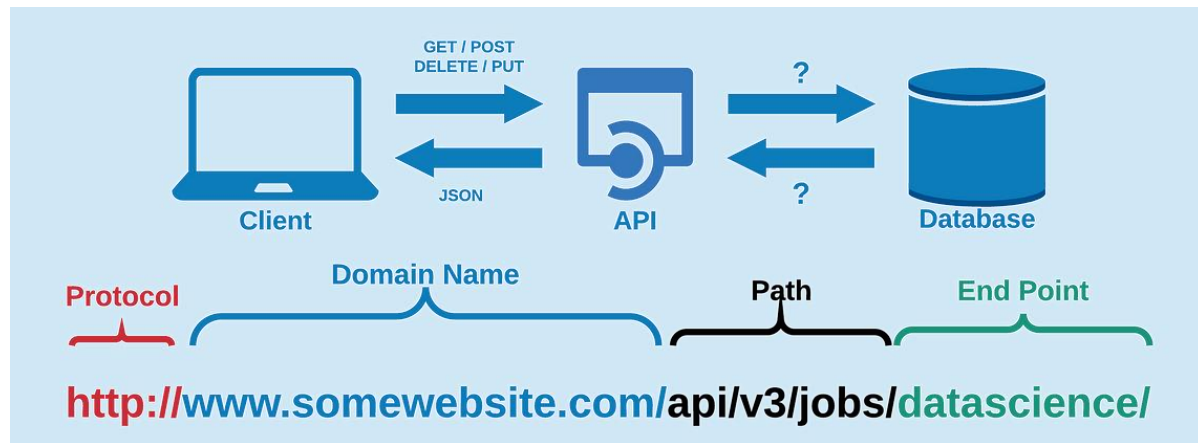 GET / POST
DELETE / PUT
?
JSON
?
Client
API
Database
Domain Name
Protocol
Path
End Point
http://www.somewebsite.com/api/v3/jobs/datascience/